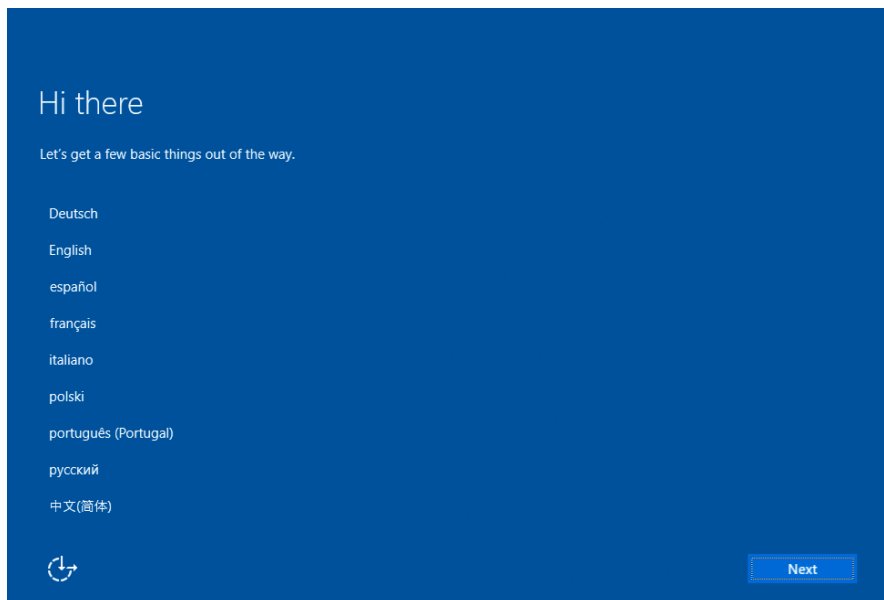 Hi there
Let's get a few basic things out of the way.
Deutsch
English
español
français
italiano
polski
português (Portugal)
русский
中文(简体)
Next